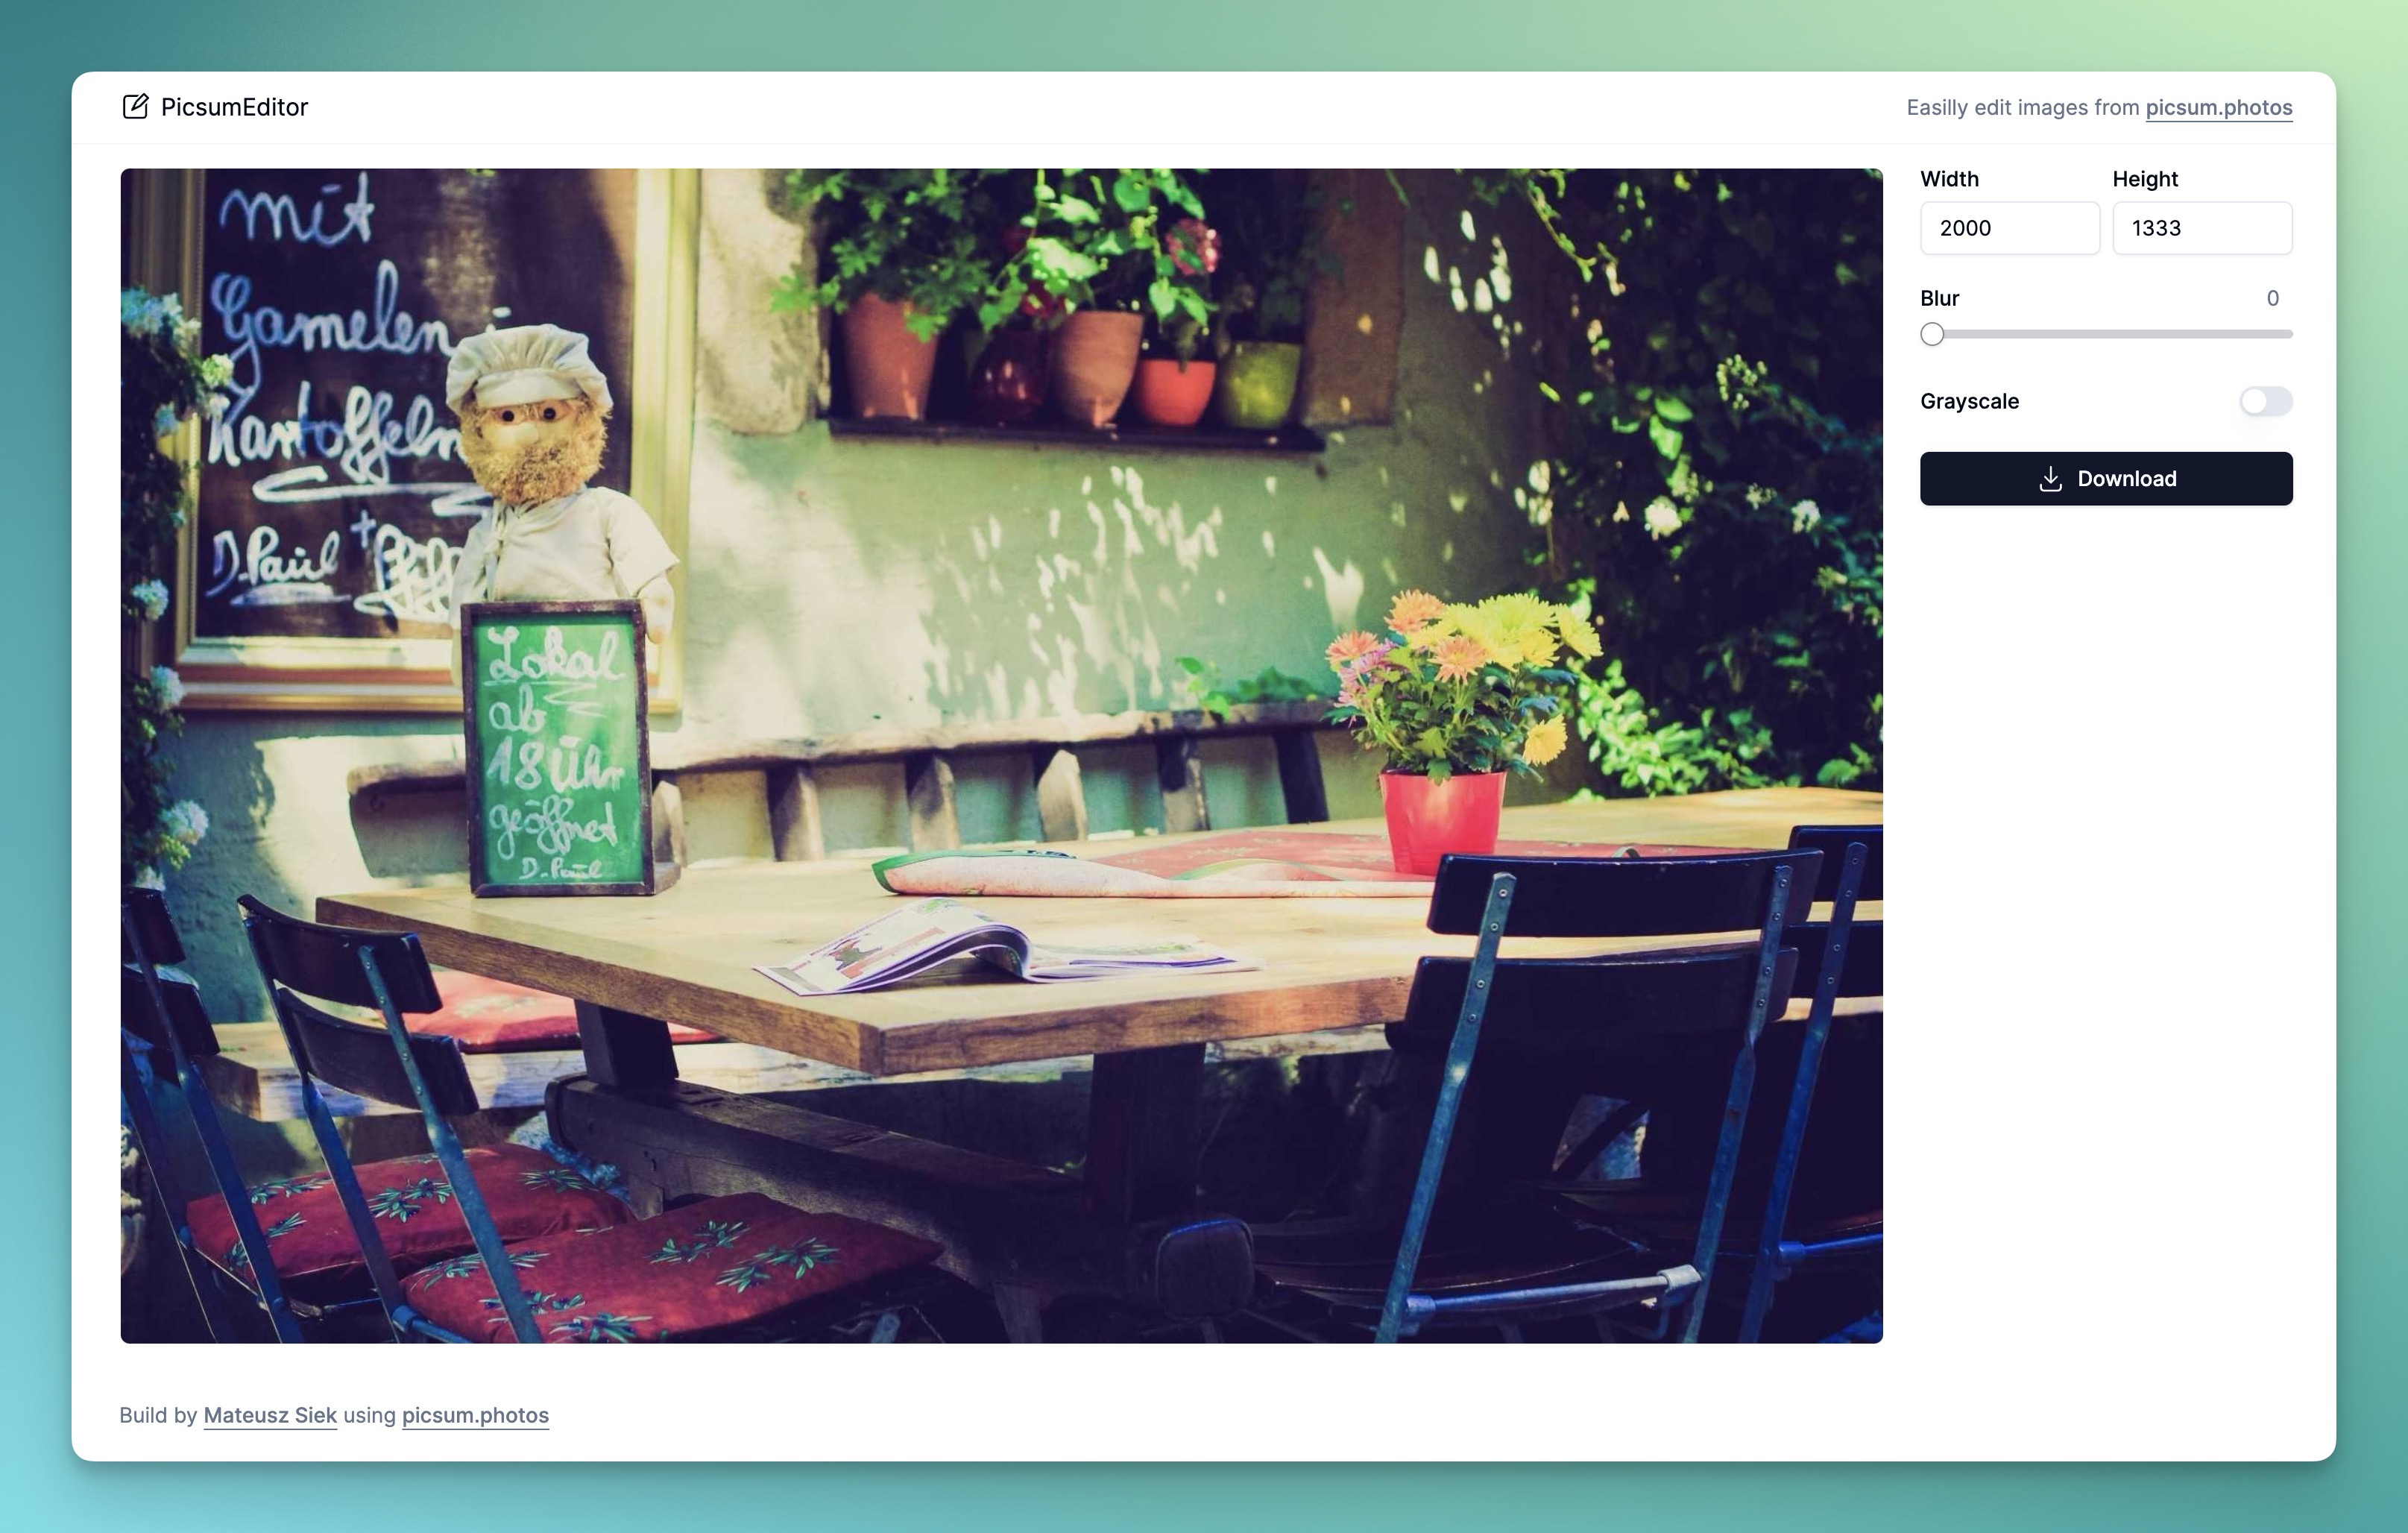 PicsumEditor
Easilly edit images from picsum.photos
mit
Gamelen
Kartoffeln
D. Paul +
Lokal
ab
18 Uhr
geöffnet
D. Paul
Width
Height
2000
1333
Blur
0
Grayscale
Download
Build by Mateusz Siek using picsum.photos